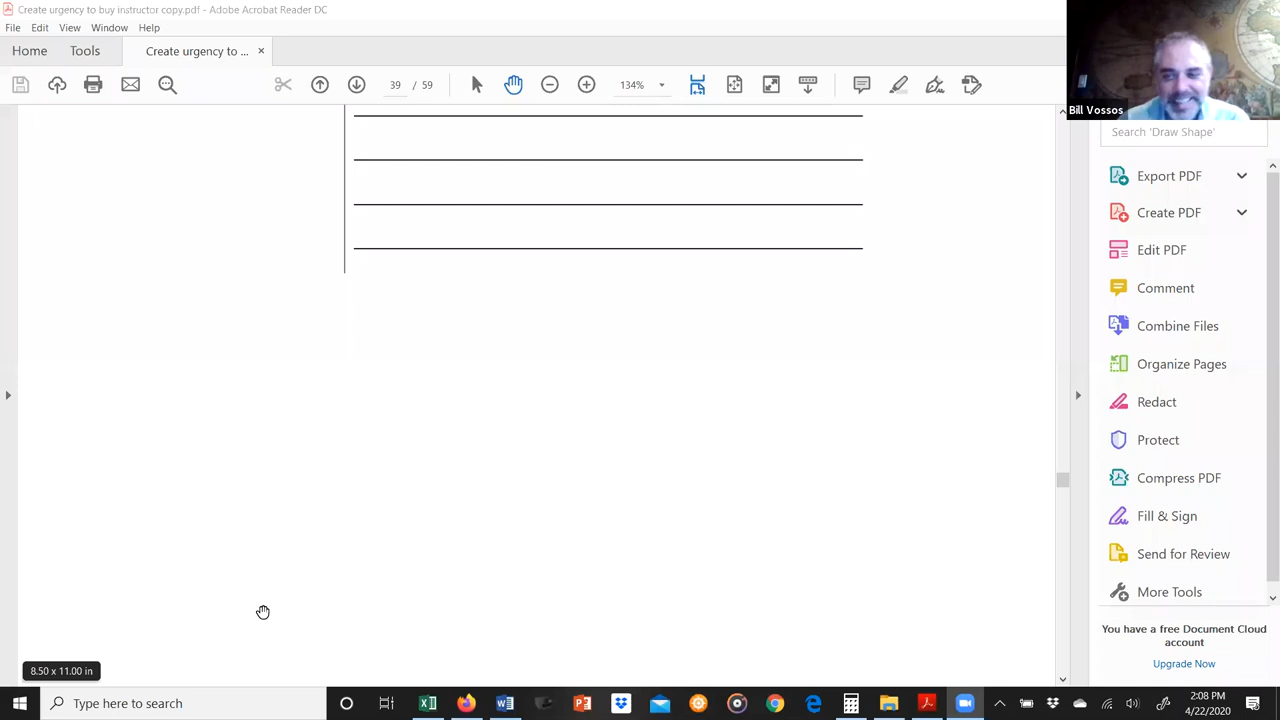 Create urgency to buy instructor copy.pdf - Adobe Acrobat Reader DC
File Edit View Window Help
Home Tools Create urgency to ... ×
39 / 59 134%
Bill Vossos
Search 'Draw Shape'
Export PDF
Create PDF
Edit PDF
Comment
Combine Files
Organize Pages
Redact
Protect
Compress PDF
Fill & Sign
Send for Review
More Tools
You have a free Document Cloud
account
Upgrade Now
8.50 x 11.00 in
Type here to search
2:08 PM
4/22/2020